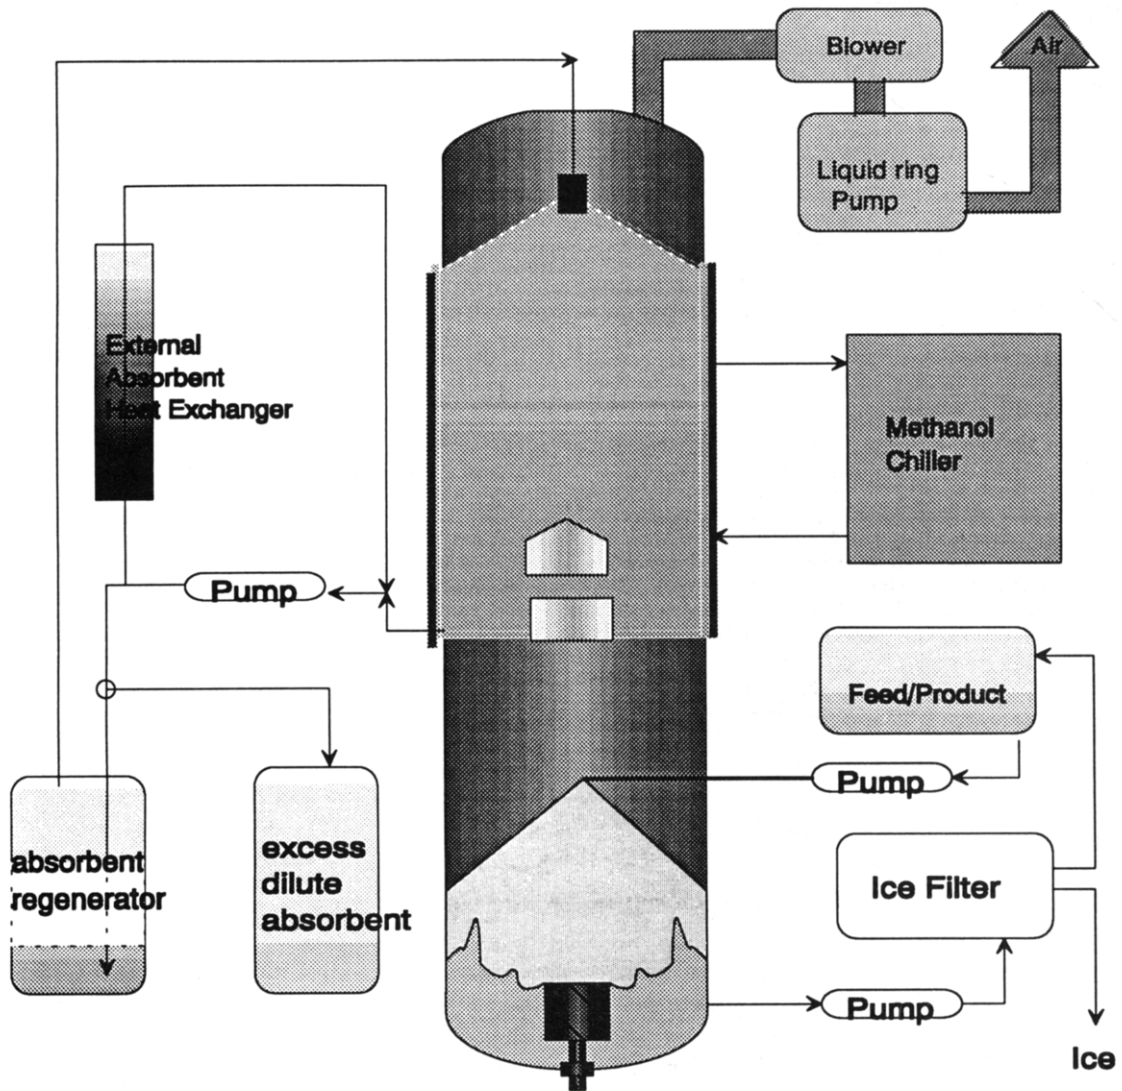 Blower
Air
Liquid ring
Pump
External
Absorbent
Heat Exchanger
Methanol
Chiller
Pump
Feed/Product
Pump
absorbent
regenerator
excess
dilute
absorbent
Ice Filter
Pump
Ice